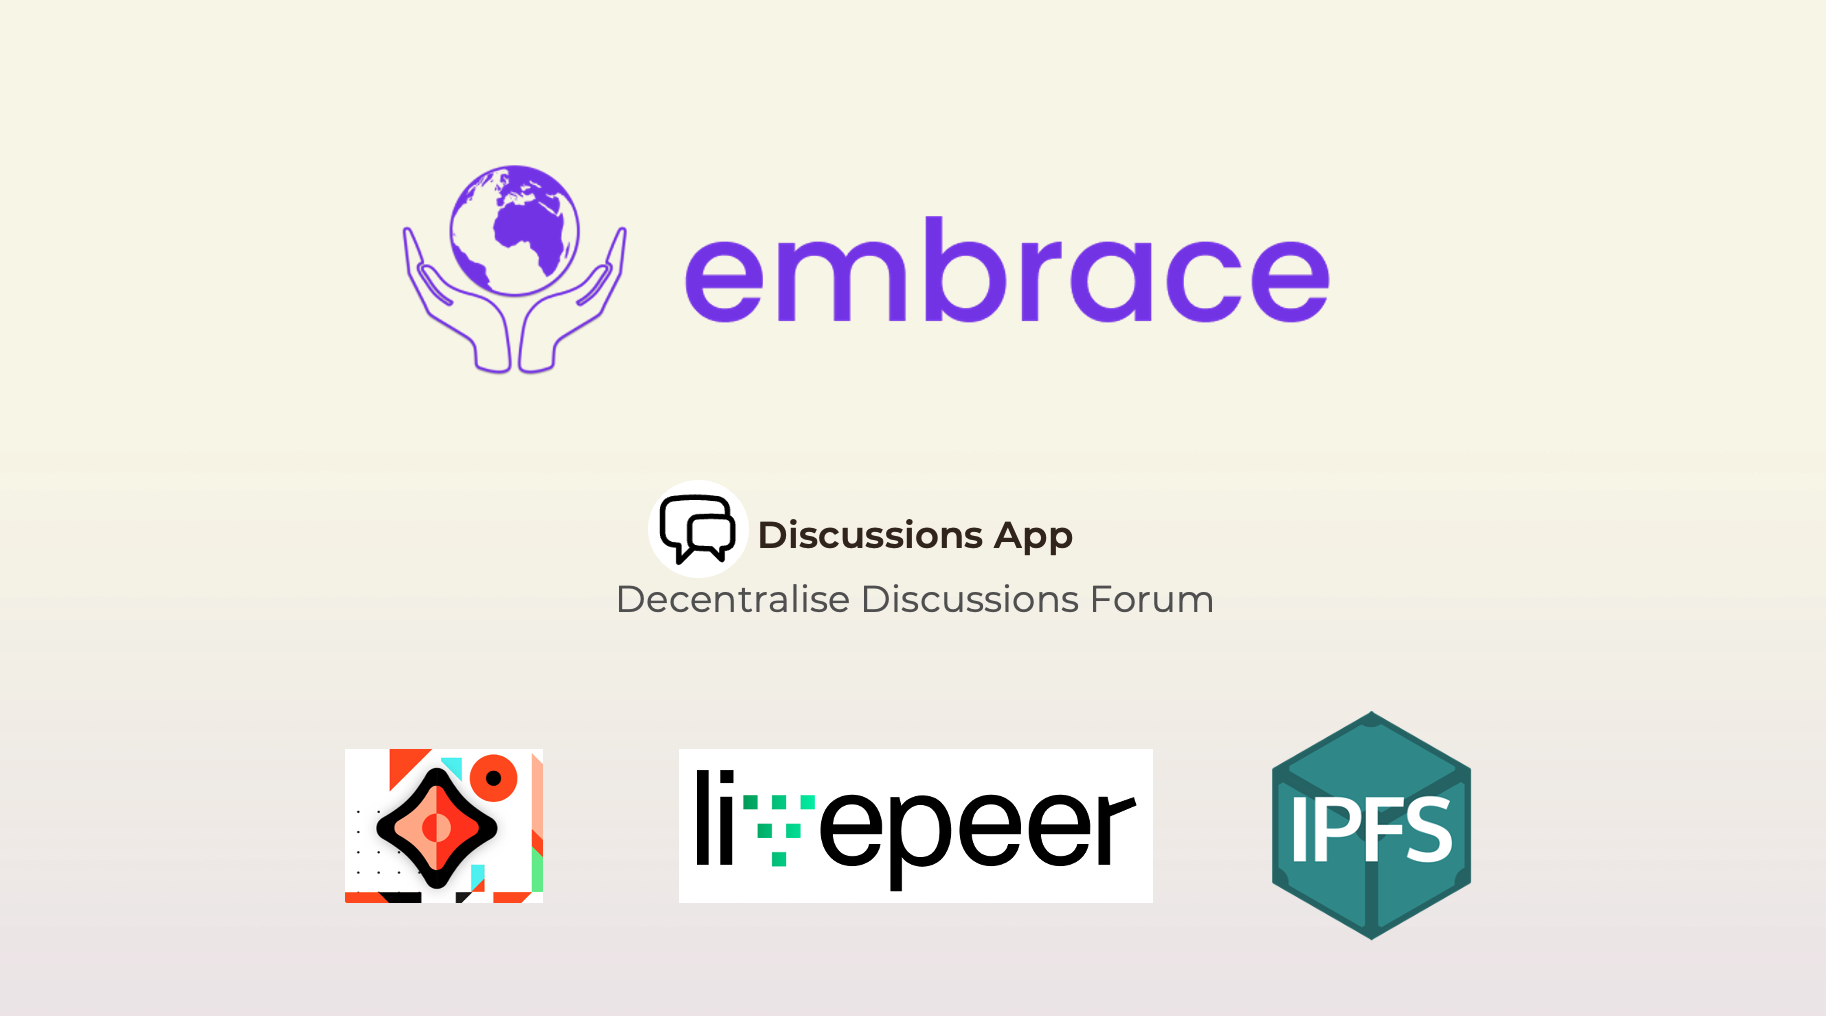 embrace
Discussions App
Decentralise Discussions Forum
livepeer
IPFS